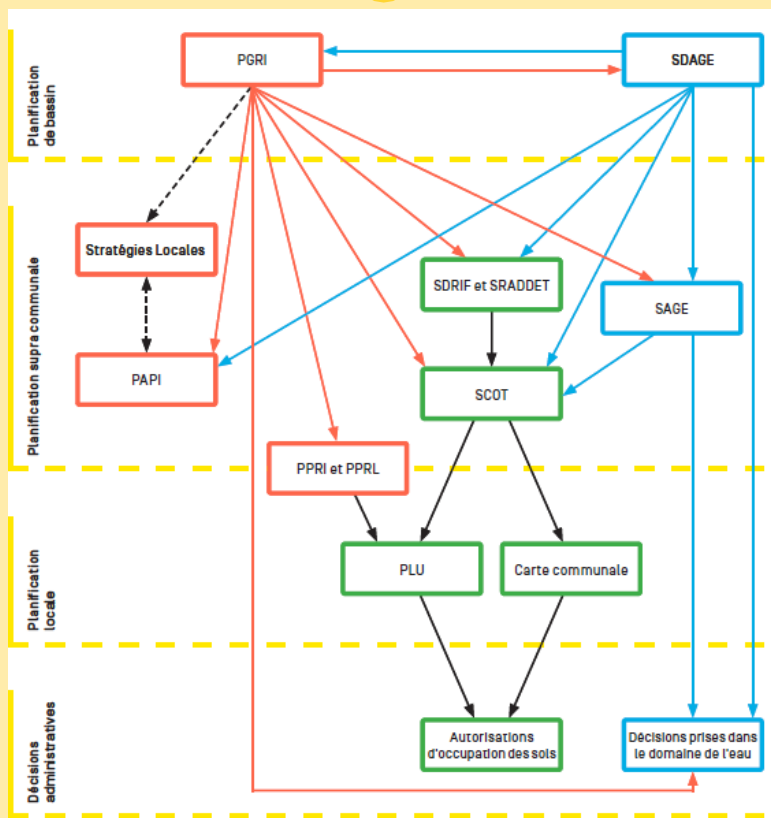 Planification
de bassin
PGRI
SDAGE
Planification supra communale
Stratégies Locales
SDRIF et SRADDET
SAGE
PAPI
SCOT
PPRI et PPRL
Planification
locale
PLU
Carte communale
Décisions
administratives
Autorisations
d'occupation des sols
Décisions prises dans
le domaine de l'eau